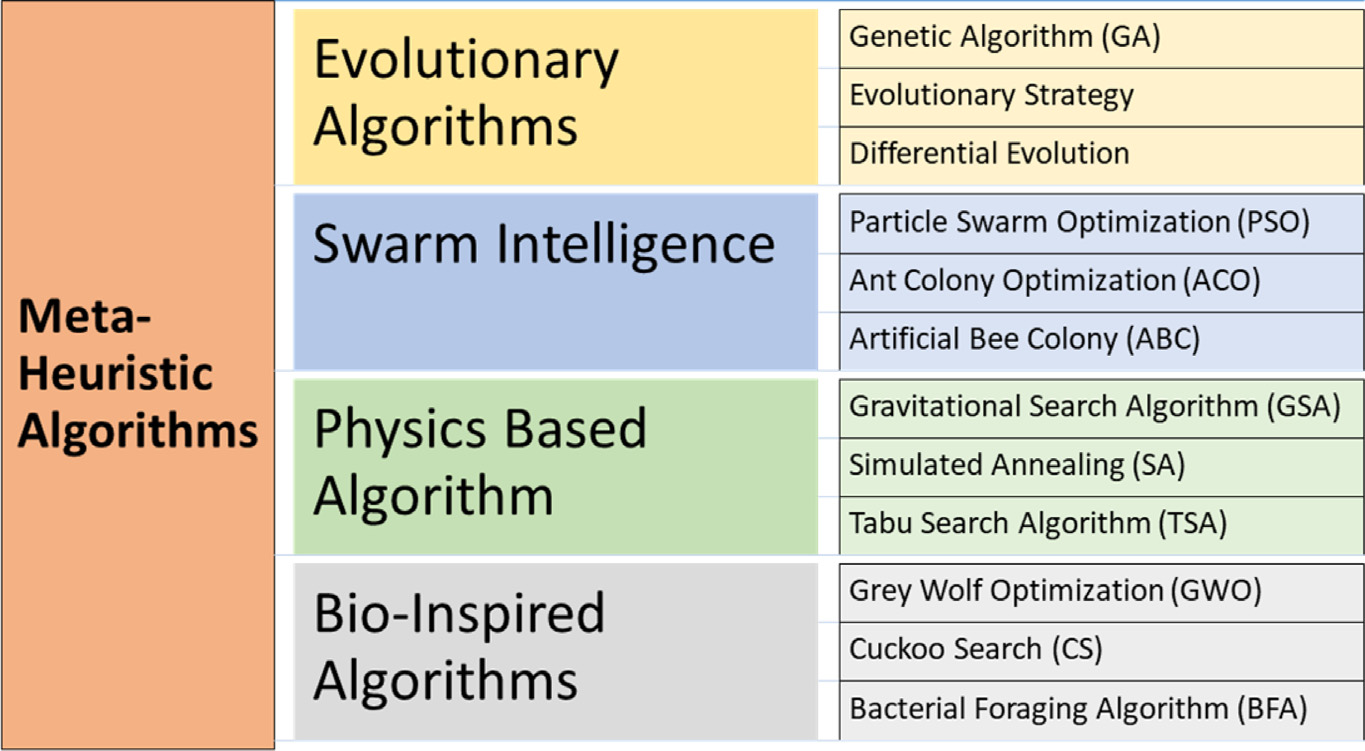 Meta-
Heuristic
Algorithms
Evolutionary
Algorithms
Genetic Algorithm (GA)
Evolutionary Strategy
Differential Evolution
Swarm Intelligence
Particle Swarm Optimization (PSO)
Ant Colony Optimization (ACO)
Artificial Bee Colony (ABC)
Physics Based
Algorithm
Gravitational Search Algorithm (GSA)
Simulated Annealing (SA)
Tabu Search Algorithm (TSA)
Bio-Inspired
Algorithms
Grey Wolf Optimization (GWO)
Cuckoo Search (CS)
Bacterial Foraging Algorithm (BFA)